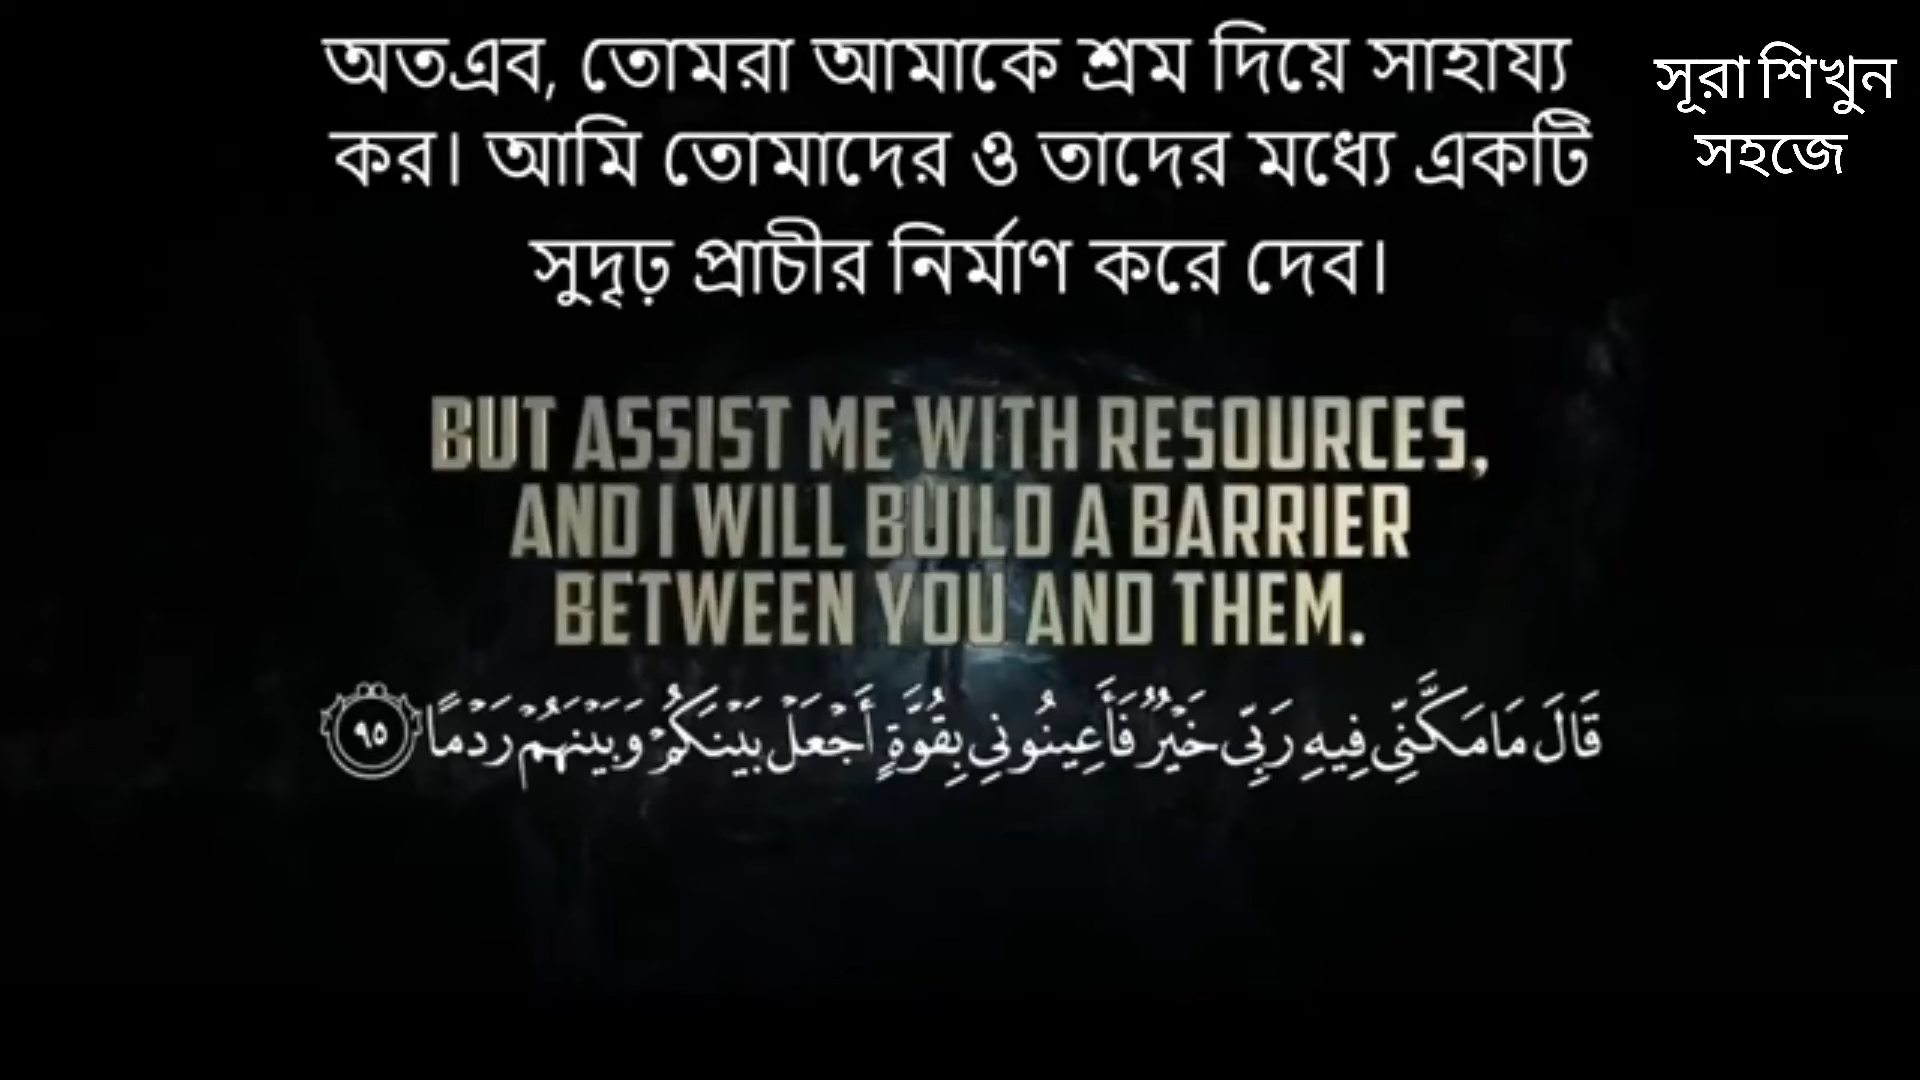 অতএব, তোমরা আমাকে শ্রম দিয়ে সাহায্য
কর। আমি তোমাদের ও তাদের মধ্যে একটি
সুদৃঢ় প্রাচীর নির্মাণ করে দেব।
সূরা শিখুন
সহজে
BUT ASSIST ME WITH RESOURCES,
AND I WILL BUILD A BARRIER
BETWEEN YOU AND THEM.
قَالَ مَا مَكَّنِّى فِيهِ رَبِّى خَيْرٌ فَأَعِينُونِى بِقُوَّةٍ أَجْعَلْ بَيْنَكُمْ وَبَيْنَهُمْ رَدْمًا ٩٥